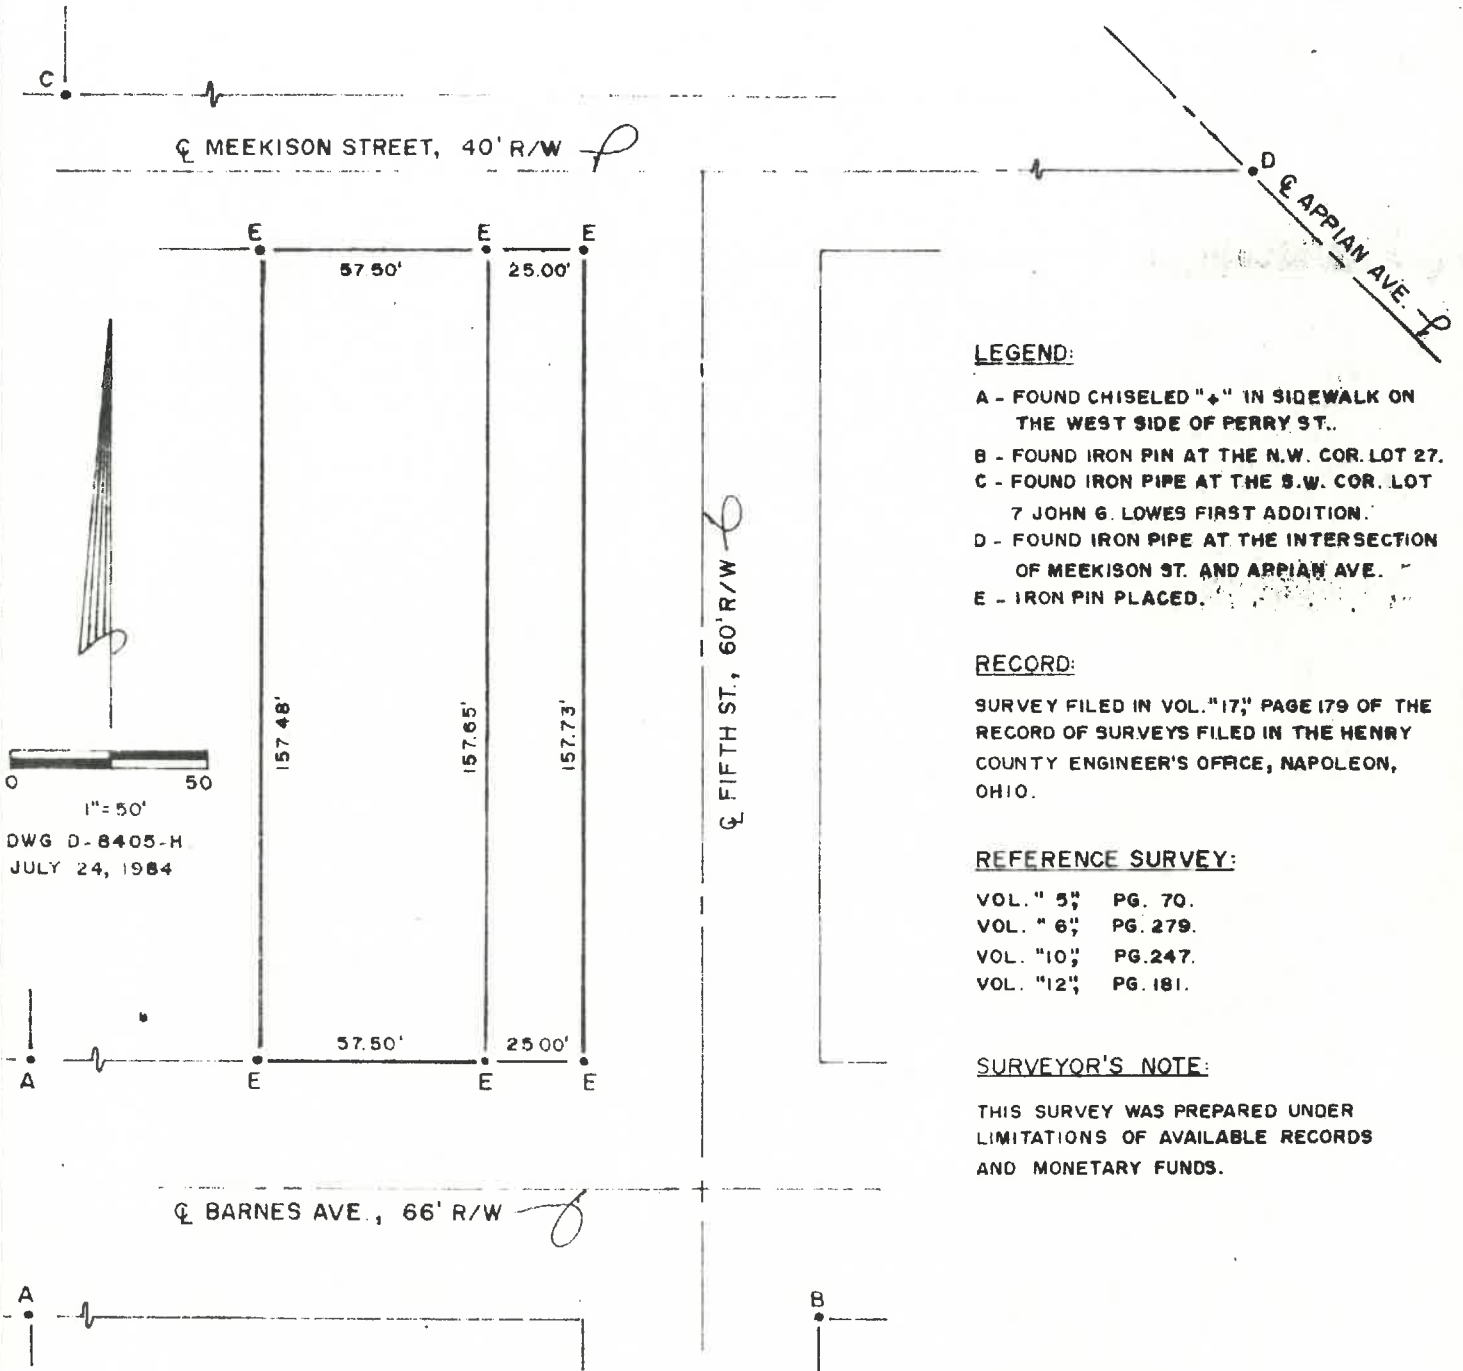 C
℄ MEEKISON STREET, 40' R/W
D
℄ APPIAN AVE.
E E E
57.50' 25.00'
157.48'
157.65'
157.73'
℄ FIFTH ST., 60' R/W
0 50
1" = 50'
DWG D-8405-H
JULY 24, 1984
57.50' 25.00'
A E E E
℄ BARNES AVE., 66' R/W
A B
LEGEND:
A - FOUND CHISELED "+" IN SIDEWALK ON
THE WEST SIDE OF PERRY ST..
B - FOUND IRON PIN AT THE N.W. COR. LOT 27.
C - FOUND IRON PIPE AT THE S.W. COR. LOT
7 JOHN G. LOWES FIRST ADDITION.
D - FOUND IRON PIPE AT THE INTERSECTION
OF MEEKISON ST. AND APPIAN AVE.
E - IRON PIN PLACED.
RECORD:
SURVEY FILED IN VOL. "17", PAGE 179 OF THE
RECORD OF SURVEYS FILED IN THE HENRY
COUNTY ENGINEER'S OFFICE, NAPOLEON,
OHIO.
REFERENCE SURVEY:
VOL. "5", PG. 70.
VOL. "6", PG. 279.
VOL. "10", PG. 247.
VOL. "12", PG. 181.
SURVEYOR'S NOTE:
THIS SURVEY WAS PREPARED UNDER
LIMITATIONS OF AVAILABLE RECORDS
AND MONETARY FUNDS.